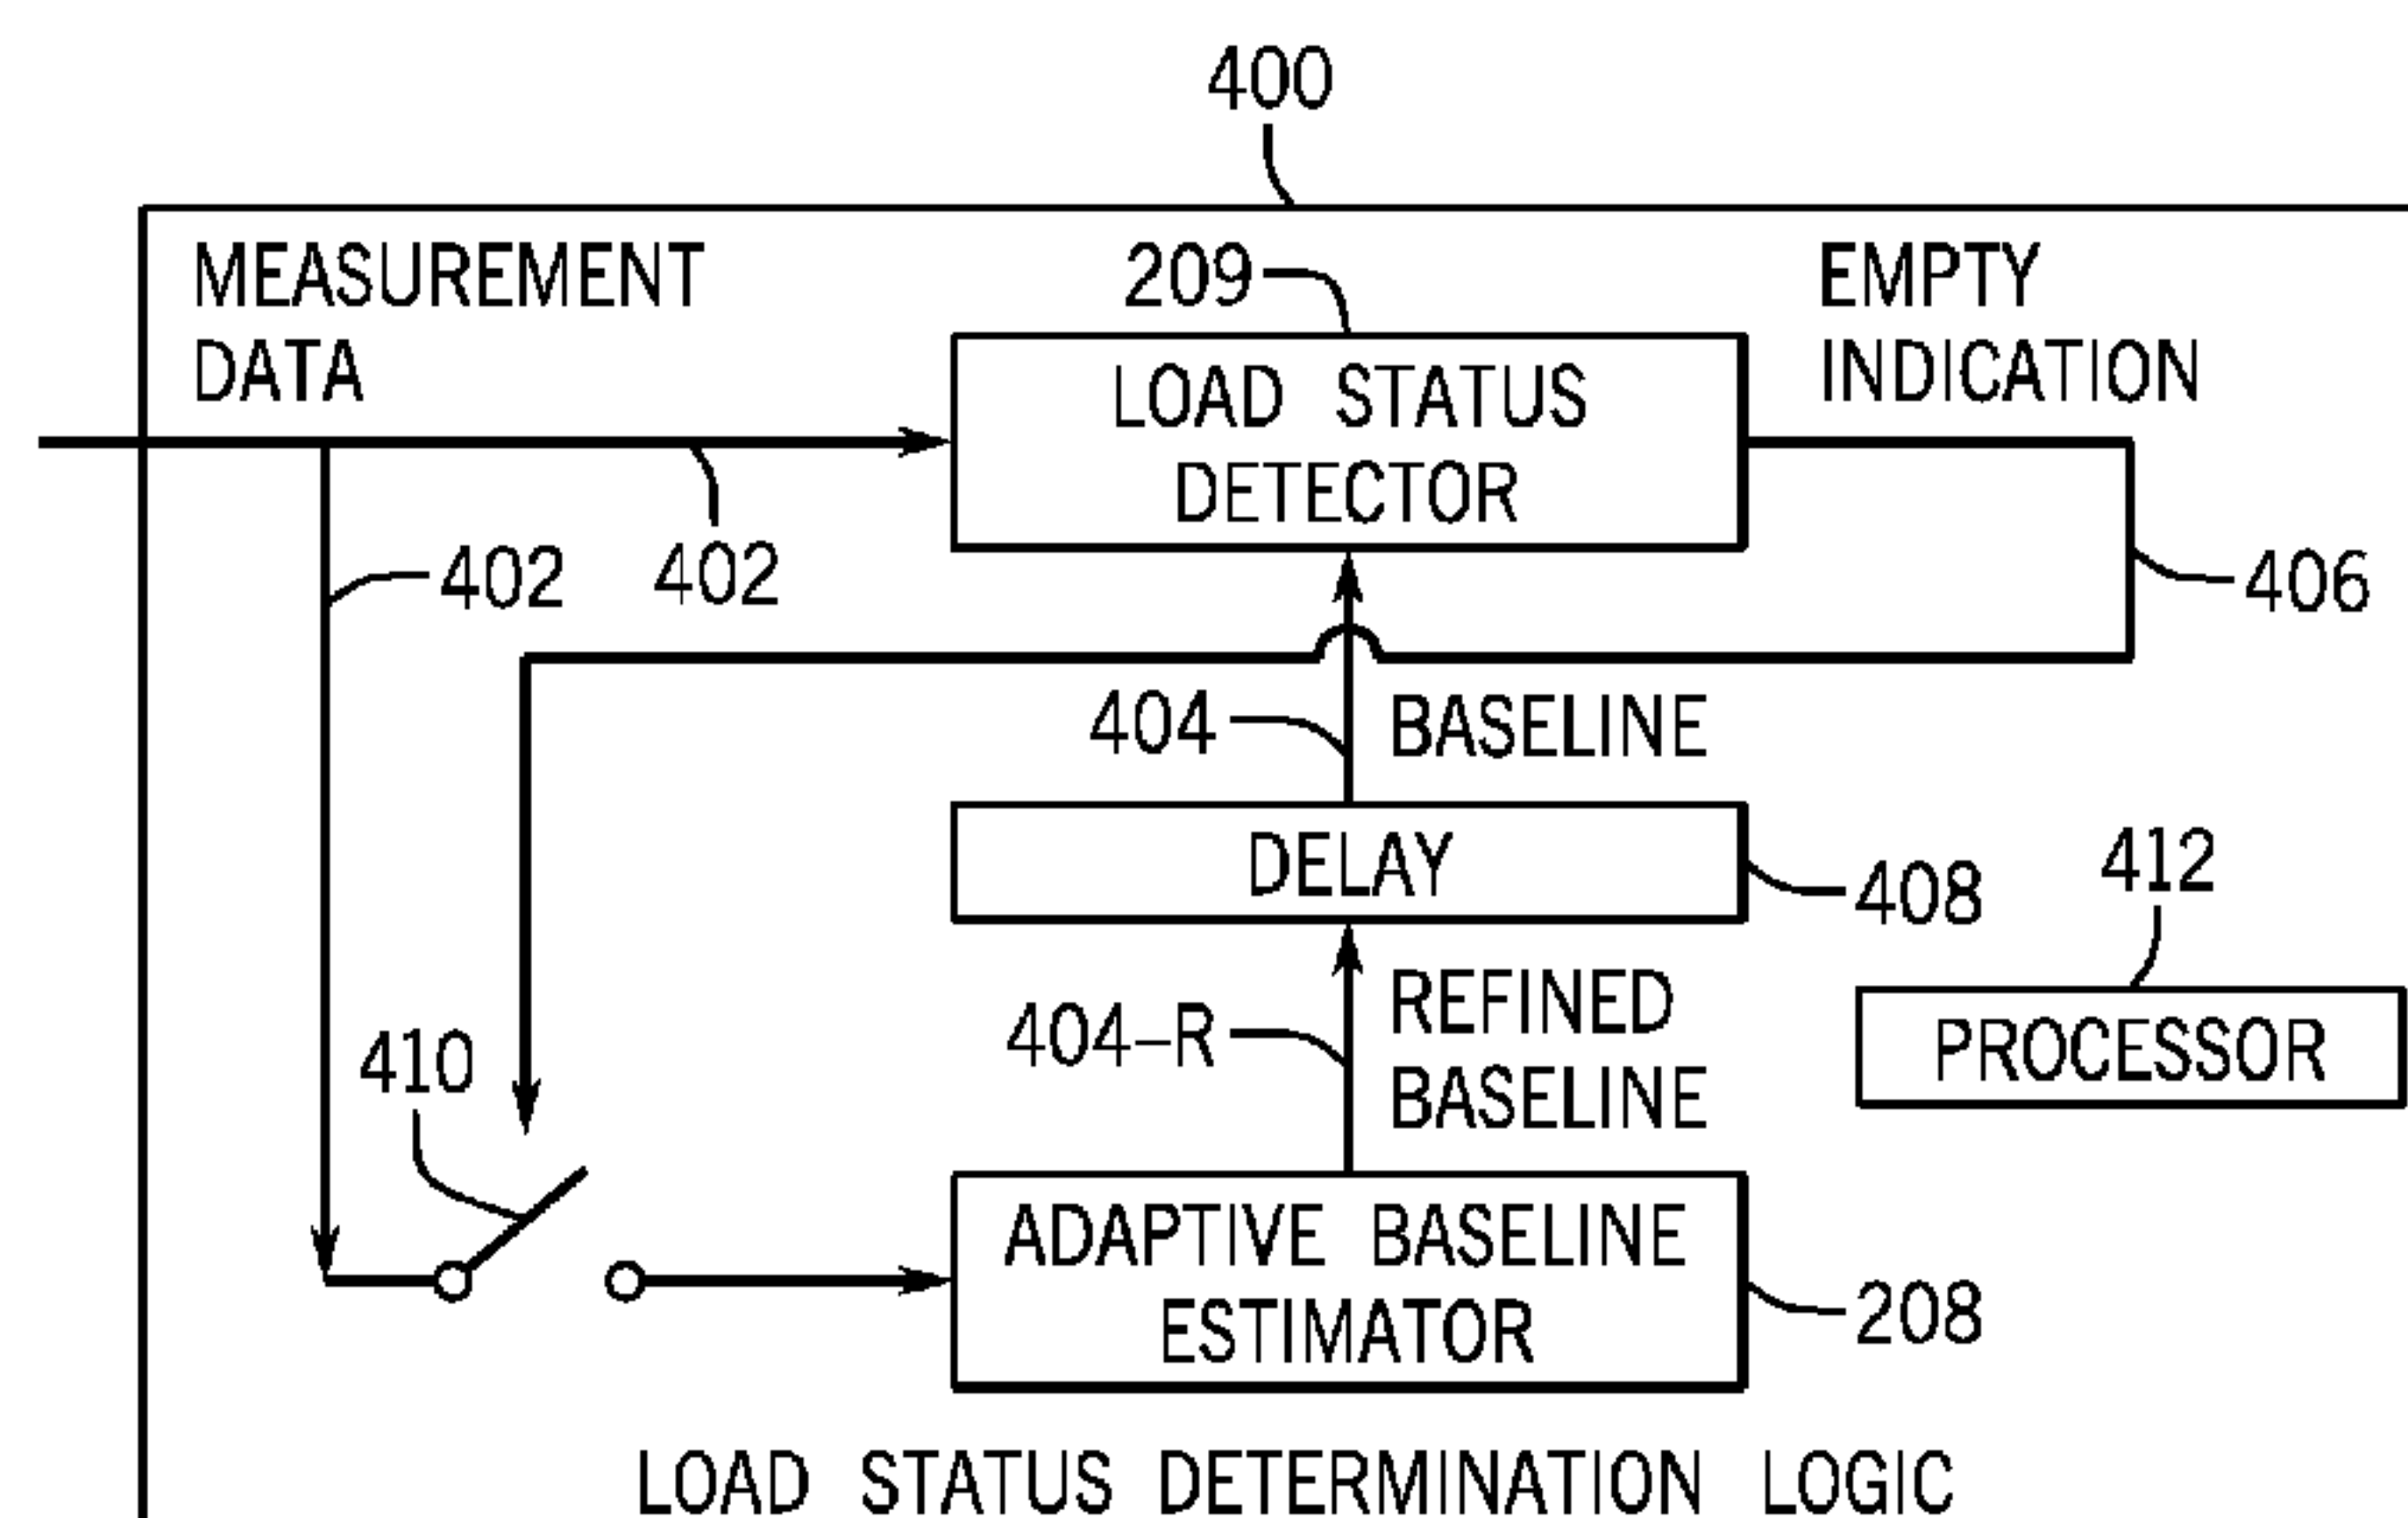 400
MEASUREMENT
DATA
209
EMPTY
INDICATION
LOAD STATUS
DETECTOR
402
402
406
404
BASELINE
DELAY
408
412
404-R
REFINED
BASELINE
PROCESSOR
410
ADAPTIVE BASELINE
ESTIMATOR
208
LOAD STATUS DETERMINATION LOGIC